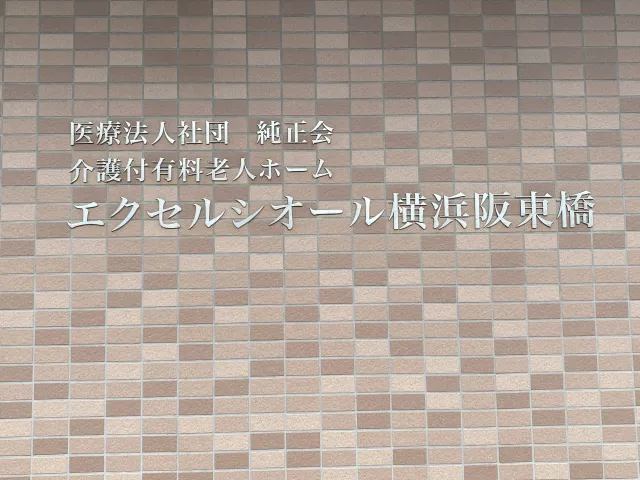 医療法人社団　純正会
介護付有料老人ホーム
エクセルシオール横浜阪東橋